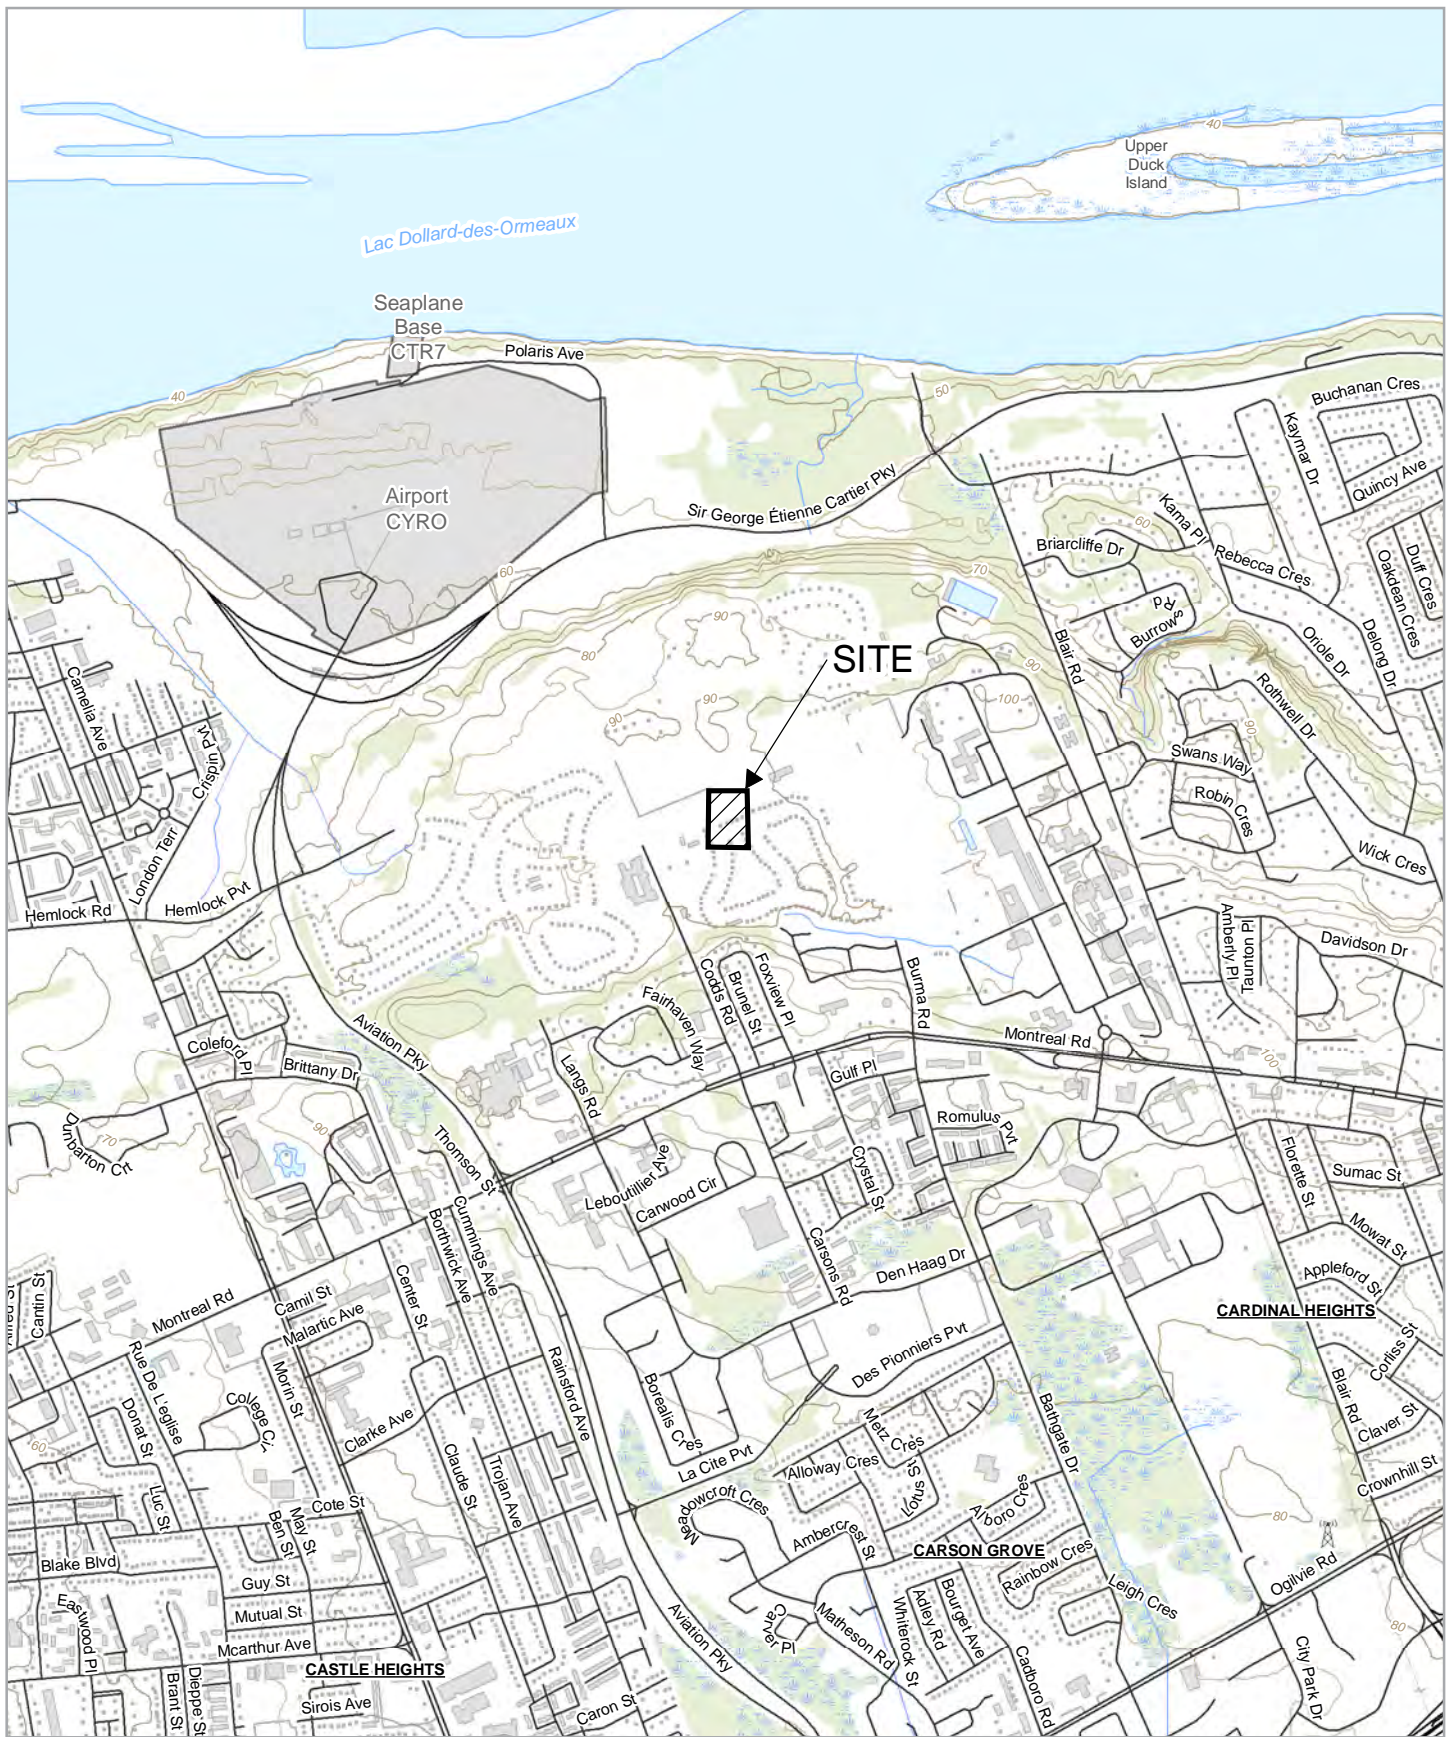 40
Upper
Duck
Island
Lac Dollard-des-Ormeaux
Seaplane
Base
CTR7
Polaris Ave
40
50
Buchanan Cres
Kaymar Dr
Quincy Ave
Airport
CYRO
Sir George Étienne Cartier Pky
Kama Pl
60
Briarcliffe Dr
Rebecca Cres
Duff Cres
Oakdean Cres
60
70
Burrows Rd
90
SITE
Oriole Dr
Delong Dr
Blair Rd
80
90
Camelia Ave
Crispin Pvt
90
90
100
Rothwell Dr
90
Swans Way
Robin Cres
London Terr
Wick Cres
Hemlock Rd
Hemlock Pvt
Amberly Pl
Taunton Pl
Davidson Dr
Codds Rd
Brunel St
Foxview Pl
Burma Rd
Fairhaven Way
Aviation Pky
Montreal Rd
100
Coleford Pl
Brittany Dr
Langs Rd
Gulf Pl
Romulus Pvt
Dunbarton Crt
70
90
Thomson St
Leboutillier Ave
Carwood Cir
Crystal St
Florette St
Sumac St
Cummings Ave
Borthwick Ave
Mowat St
Carsons Rd
Den Haag Dr
Center St
Appleford St
Cantin St
Montreal Rd
Camil St
Malartic Ave
CARDINAL HEIGHTS
Corliss St
Rue De L'eglise
Morin St
Rainsford Ave
Des Pionniers Pvt
Donat St
College Cir
Borealis Cres
Blair Rd
Bathgate Dr
Claver St
60
Clarke Ave
Metz Cres
La Cite Pvt
Alloway Cres
Lotus St
Crownhill St
Claude St
Trojan Ave
Luc St
Cote St
May St
Ben St
Meadowcroft Cres
Arboro Cres
80
Ambercrest St
CARSON GROVE
Rainbow Cres
Ogilvie Rd
Blake Blvd
Guy St
Leigh Cres
Eastwood Pl
Mutual St
Mcarthur Ave
Carver Pl
Matheson Rd
Whiterock St
Adley Rd
Bourget Ave
80
Aviation Pky
CASTLE HEIGHTS
Brant St
Dieppe St
Sirois Ave
Caron St
Cadboro Rd
City Park Dr